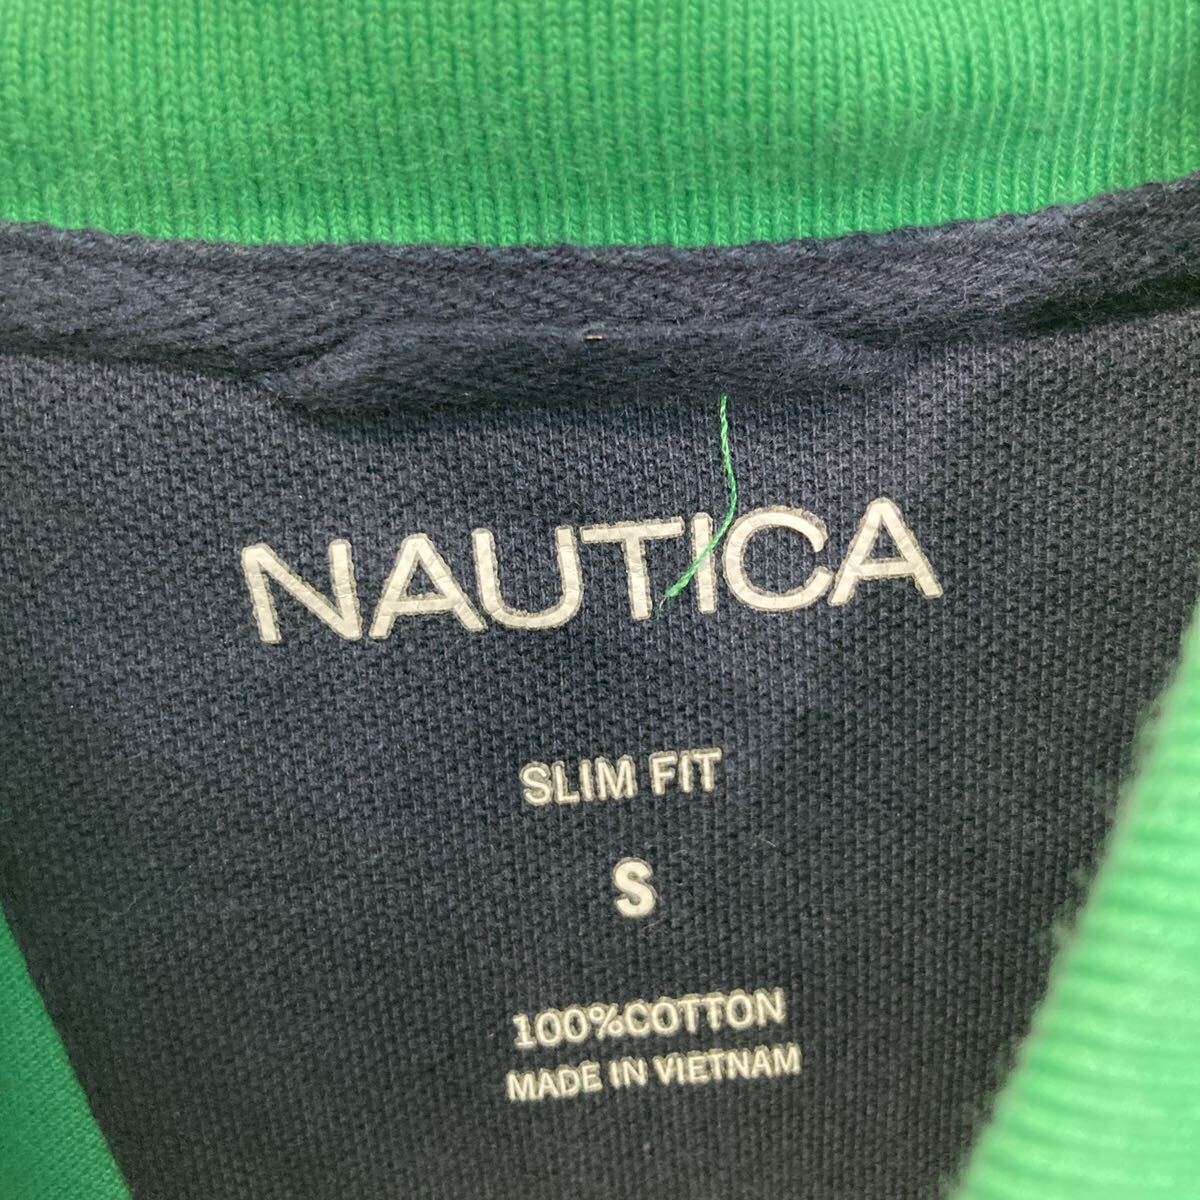 NAUTICA
SLIM FIT
S
100%COTTON
MADE IN VIETNAM